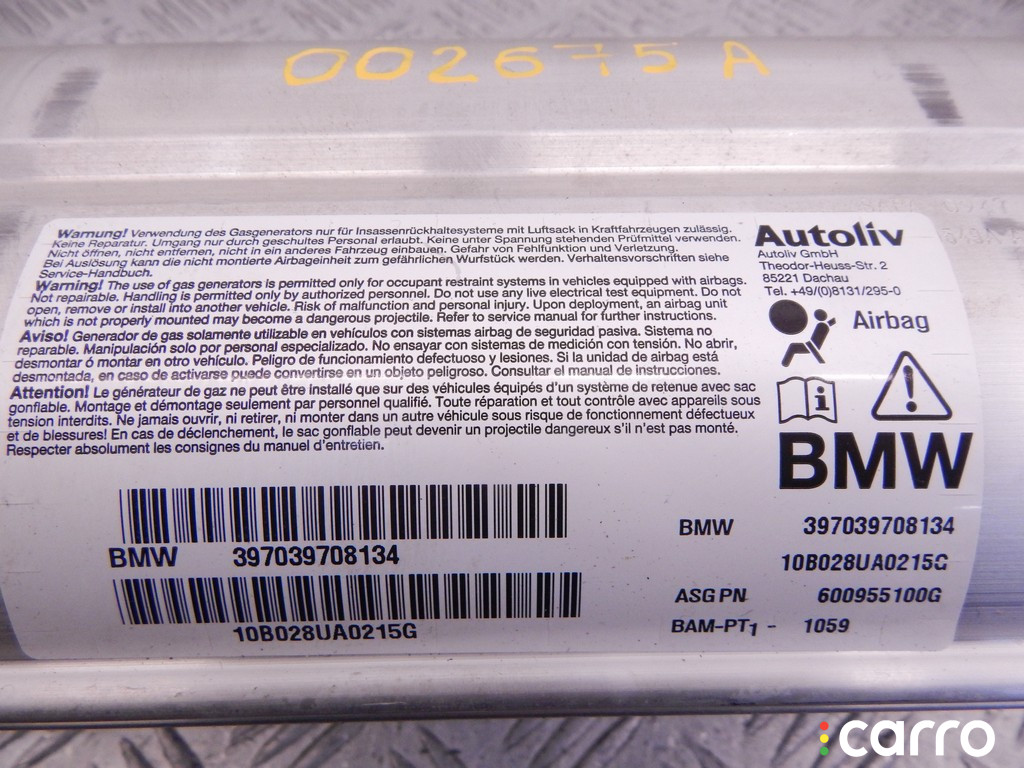 002675 A
Warnung! Verwendung des Gasgenerators nur für Insassenrückhaltesysteme mit Luftsack in Kraftfahrzeugen zulässig.
Keine Reparatur. Umgang nur durch geschultes Personal erlaubt. Keine unter Spannung stehenden Prüfmittel verwenden.
Nicht öffnen, nicht entfernen, nicht in ein anderes Fahrzeug einbauen. Gefahr von Fehlfunktion und Verletzung.
Bei Auslösung kann die nicht montierte Airbageinheit zum gefährlichen Wurfstück werden. Verhaltensvorschriften siehe
Service-Handbuch.
Warning! The use of gas generators is permitted only for occupant restraint systems in vehicles equipped with airbags.
Not repairable. Handling is permitted only by authorized personnel. Do not use any live electrical test equipment. Do not
open, remove or install into another vehicle. Risk of malfunction and personal injury. Upon deployment, an airbag unit
which is not properly mounted may become a dangerous projectile. Refer to service manual for further instructions.
Aviso! Generador de gas solamente utilizable en vehículos con sistemas airbag de seguridad pasiva. Sistema no
reparable. Manipulación solo por personal especializado. No ensayar con sistemas de medición con tensión. No abrir,
desmontar ó montar en otro vehículo. Peligro de funcionamiento defectuoso y lesiones. Si la unidad de airbag está
desmontada, en caso de activarse puede convertirse en un objeto peligroso. Consultar el manual de instrucciones.
Attention! Le générateur de gaz ne peut être installé que sur des véhicules équipés d'un système de retenue avec sac
gonflable. Montage et démontage seulement par personnel qualifié. Toute réparation et tout contrôle avec appareils sous
tension interdits. Ne jamais ouvrir, ni retirer, ni monter dans un autre véhicule sous risque de fonctionnement défectueux
et de blessures! En cas de déclenchement, le sac gonflable peut devenir un projectile dangereux s'il n'est pas monté.
Respecter absolument les consignes du manuel d'entretien.
Autoliv
Autoliv GmbH
Theodor-Heuss-Str. 2
85221 Dachau
Tel. +49/(0)8131/295-0
Airbag
BMW
BMW 397039708134
10B028UA0215G
BMW 397039708134
10B028UA0215G
ASG PN 600955100G
BAM-PT1 - 1059
carro